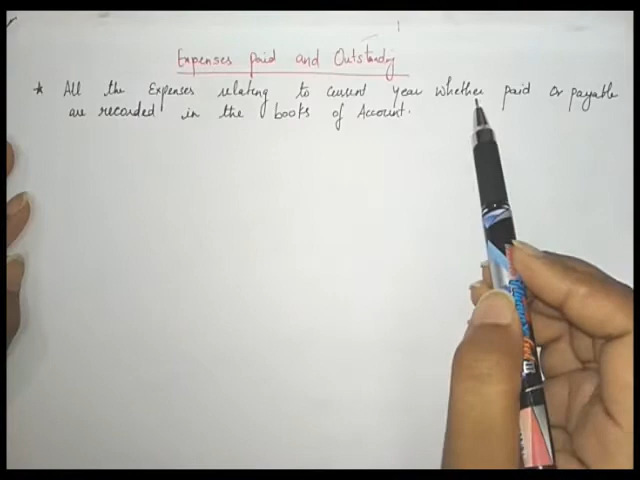 Expenses paid and Outstanding
* All the Expenses relating to current year whether paid or payable
are recorded in the books of Account.